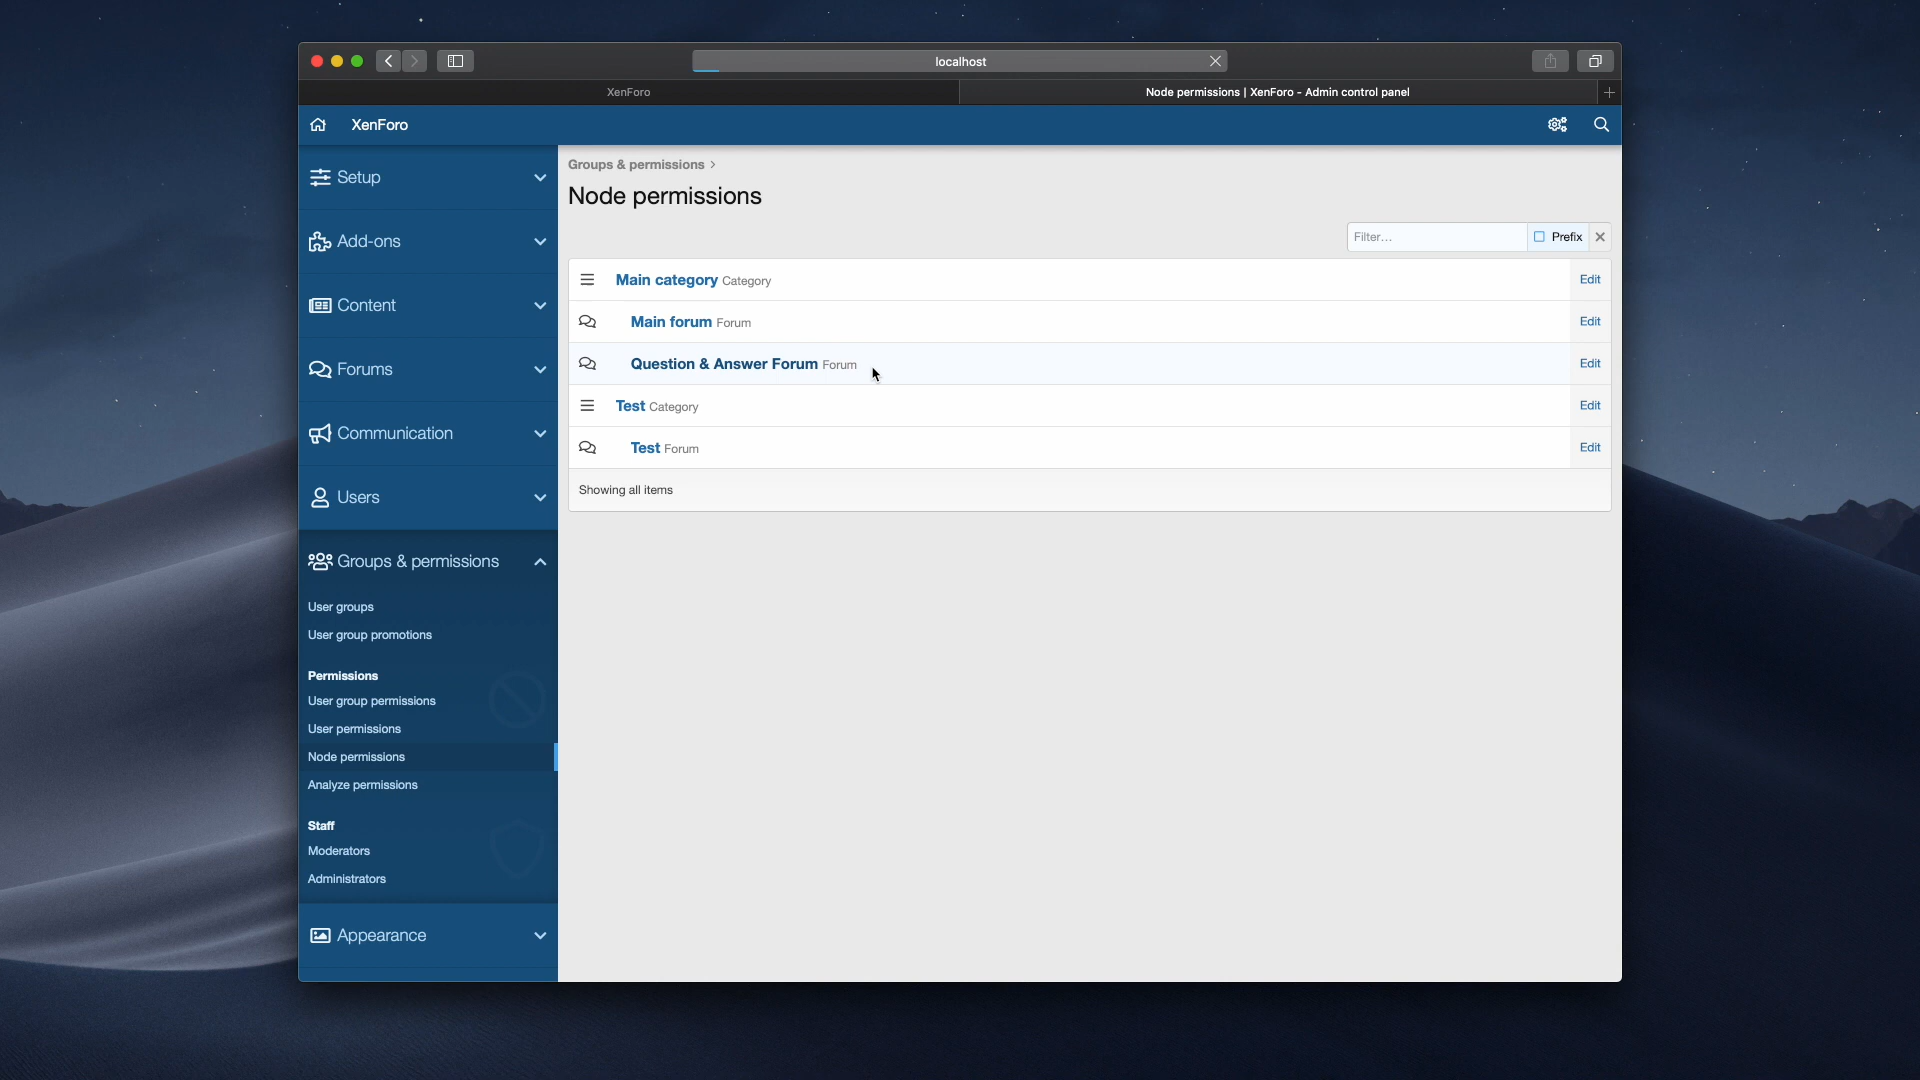 localhost
XenForo
Node permissions | XenForo - Admin control panel
XenForo
Setup
Add-ons
Content
Forums
Communication
Users
Groups & permissions
User groups
User group promotions
Permissions
User group permissions
User permissions
Node permissions
Analyze permissions
Staff
Moderators
Administrators
Appearance
Groups & permissions
Node permissions
Filter...
Prefix
Main category Category Edit
Main forum Forum Edit
Question & Answer Forum Forum Edit
Test Category Edit
Test Forum Edit
Showing all items